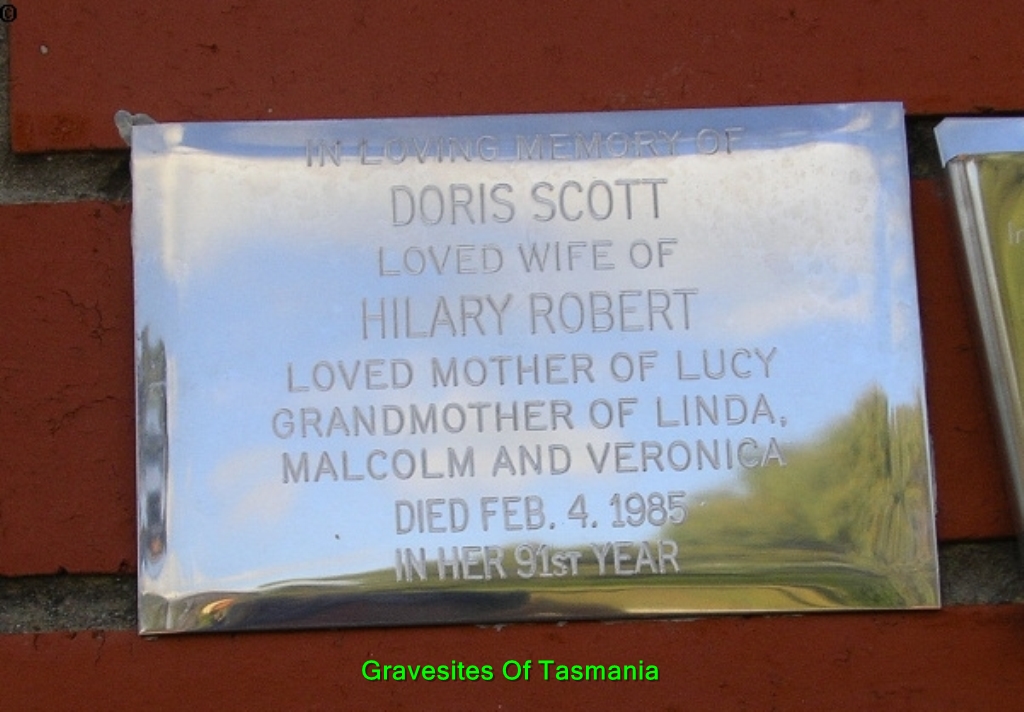 ©
IN LOVING MEMORY OF
DORIS SCOTT
LOVED WIFE OF
HILARY ROBERT
LOVED MOTHER OF LUCY
GRANDMOTHER OF LINDA,
MALCOLM AND VERONICA
DIED FEB. 4. 1985
IN HER 91ST YEAR
In
Gravesites Of Tasmania